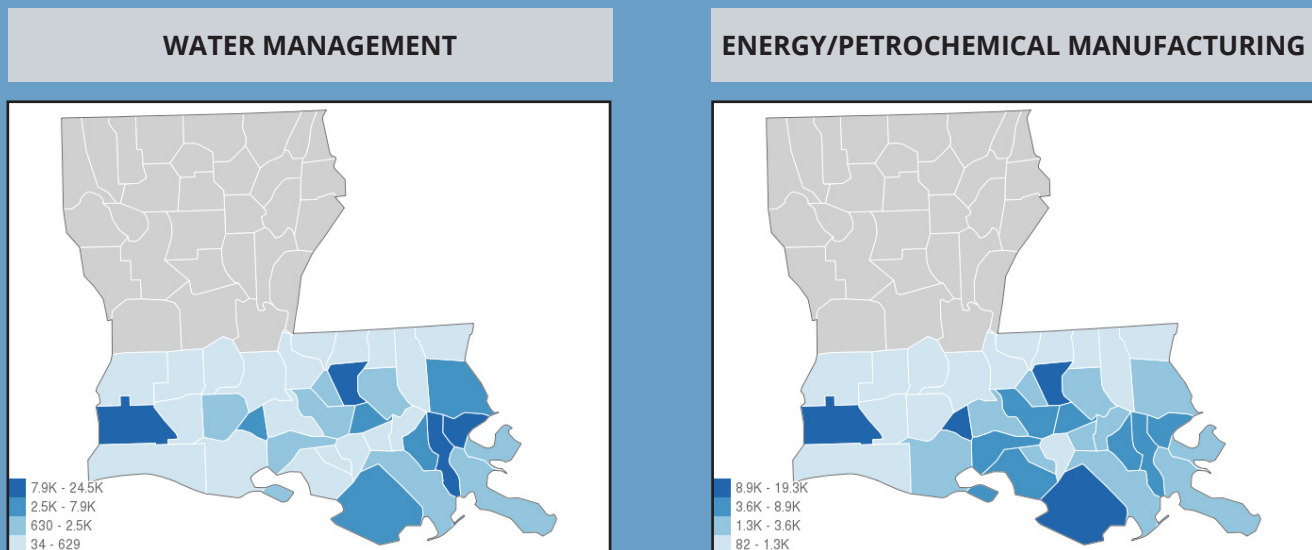 WATER MANAGEMENT
7.9K - 24.5K
2.5K - 7.9K
630 - 2.5K
34 - 629
ENERGY/PETROCHEMICAL MANUFACTURING
8.9K - 19.3K
3.6K - 8.9K
1.3K - 3.6K
82 - 1.3K